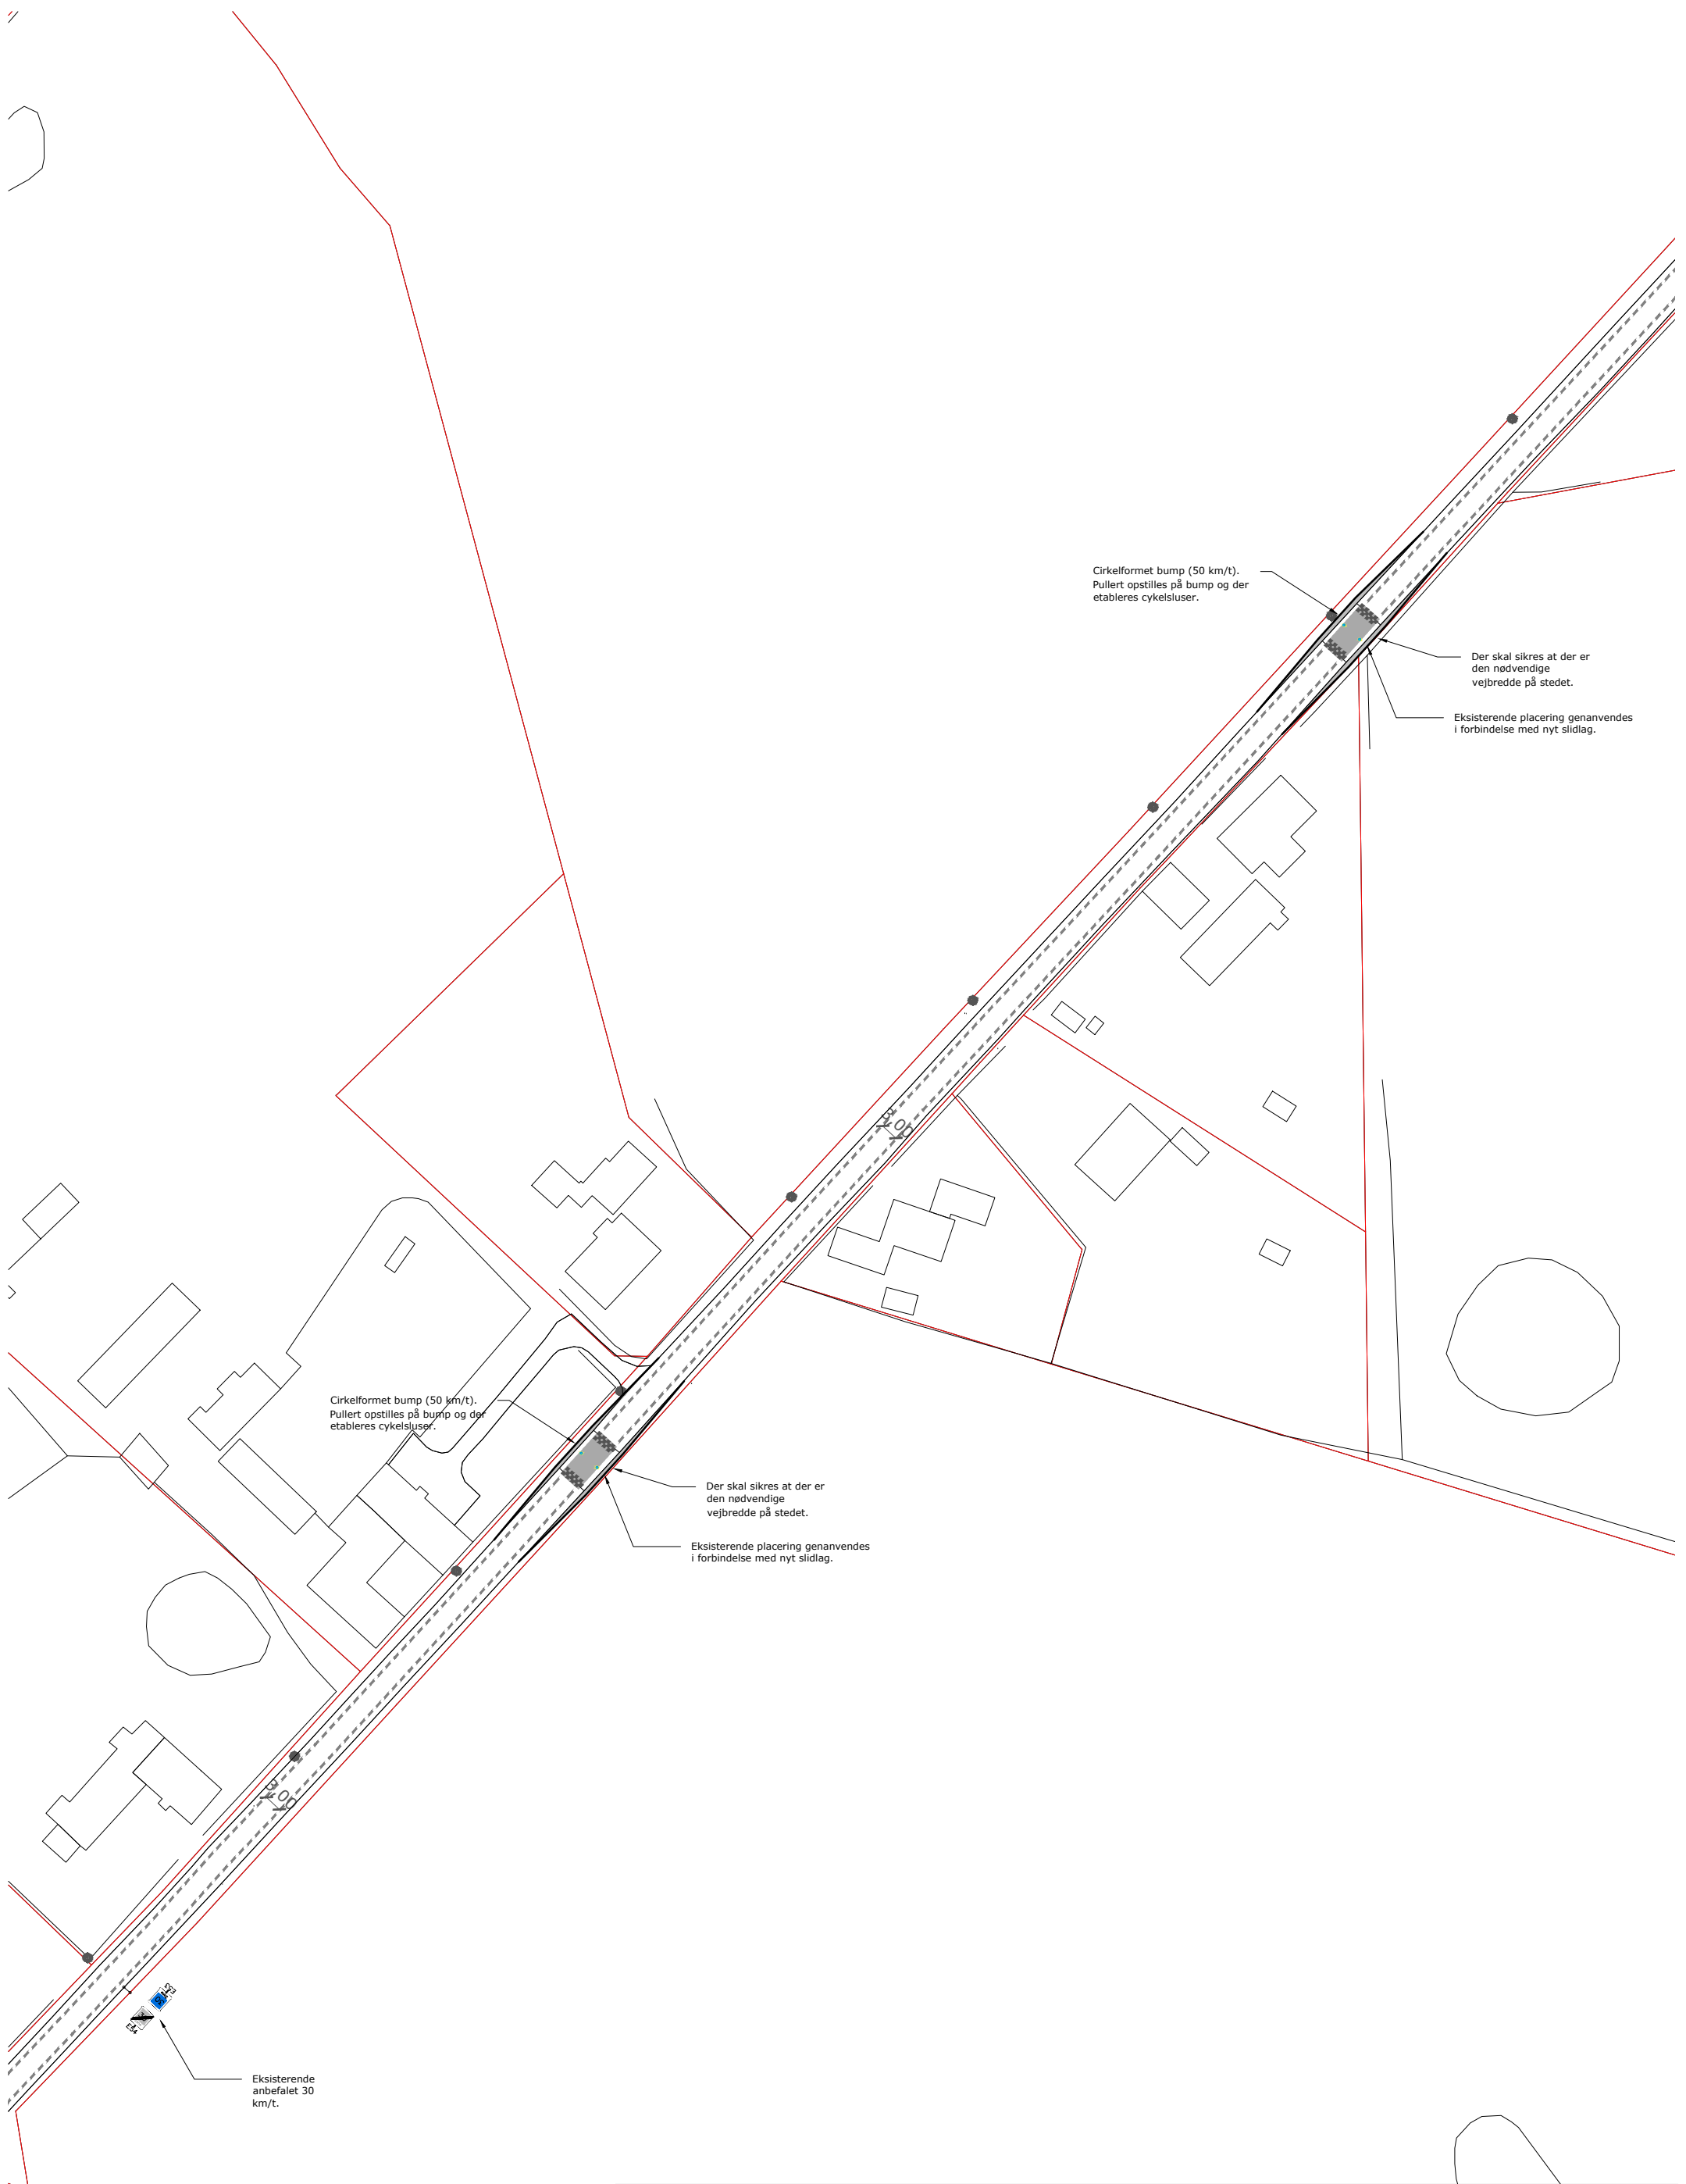 Cirkelformet bump (50 km/t).
Pullert opstilles på bump og der
etableres cykelsluser.
Der skal sikres at der er
den nødvendige
vejbredde på stedet.
Eksisterende placering genanvendes
i forbindelse med nyt slidlag.
Cirkelformet bump (50 km/t).
Pullert opstilles på bump og der
etableres cykelsluser.
Der skal sikres at der er
den nødvendige
vejbredde på stedet.
Eksisterende placering genanvendes
i forbindelse med nyt slidlag.
E53
E54
Eksisterende
anbefalet 30
km/t.